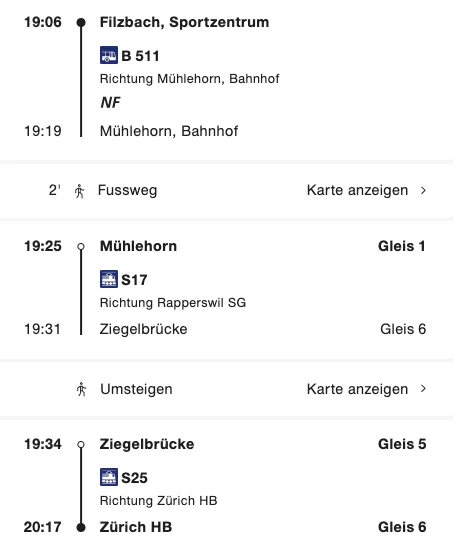 19:06 Filzbach, Sportzentrum
B 511
Richtung Mühlehorn, Bahnhof
NF
19:19 Mühlehorn, Bahnhof
2' Fussweg Karte anzeigen
19:25 Mühlehorn Gleis 1
S17
Richtung Rapperswil SG
19:31 Ziegelbrücke Gleis 6
Umsteigen Karte anzeigen
19:34 Ziegelbrücke Gleis 5
S25
Richtung Zürich HB
20:17 Zürich HB Gleis 6